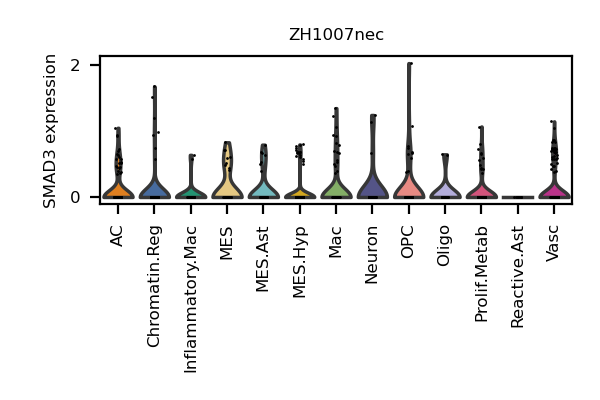 ZH1007nec
SMAD3 expression
2
0
AC
Chromatin.Reg
Inflammatory.Mac
MES
MES.Ast
MES.Hyp
Mac
Neuron
OPC
Oligo
Prolif.Metab
Reactive.Ast
Vasc